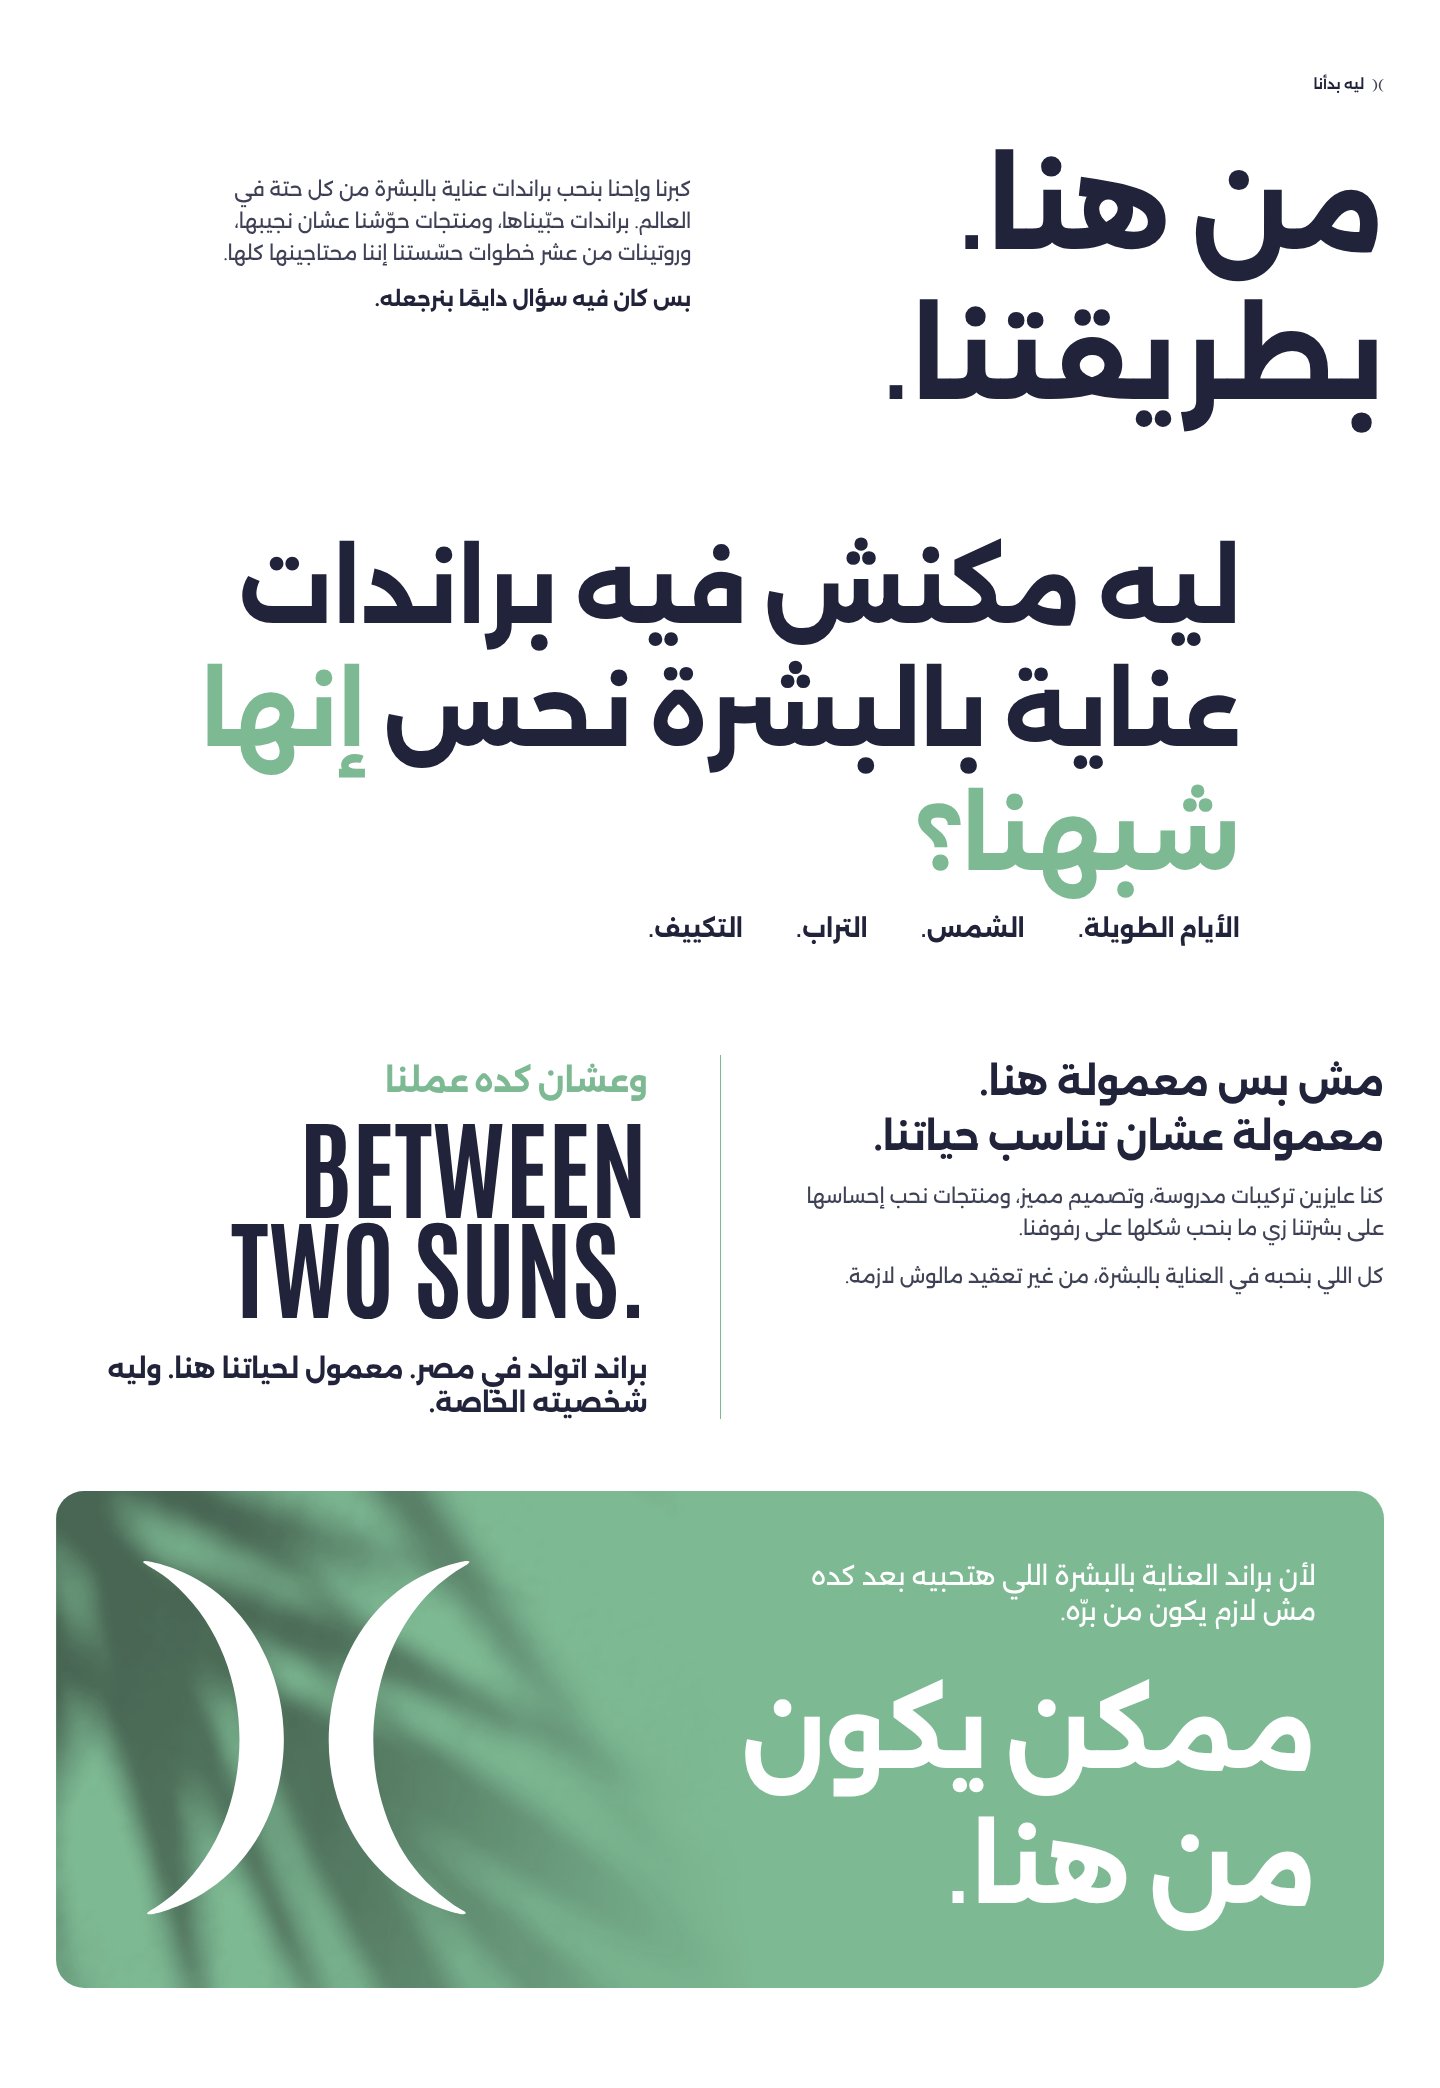 ليه بدأنا
من هنا.
بطريقتنا.
كبرنا وإحنا بنحب براندات عناية بالبشرة من كل حتة في
العالم. براندات حبّيناها، ومنتجات حوّشنا عشان نجيبها،
وروتينات من عشر خطوات حسّستنا إننا محتاجينها كلها.
بس كان فيه سؤال دايمًا بنرجعله.
ليه مكنش فيه براندات
عناية بالبشرة نحس إنها
شبهنا؟
الأيام الطويلة. الشمس. التراب. التكييف.
مش بس معمولة هنا.
معمولة عشان تناسب حياتنا.
كنا عايزين تركيبات مدروسة، وتصميم مميز، ومنتجات نحب إحساسها
على بشرتنا زي ما بنحب شكلها على رفوفنا.
كل اللي بنحبه في العناية بالبشرة، من غير تعقيد مالوش لازمة.
وعشان كده عملنا
BETWEEN
TWO SUNS.
براند اتولد في مصر. معمول لحياتنا هنا. وليه
شخصيته الخاصة.
لأن براند العناية بالبشرة اللي هتحبيه بعد كده
مش لازم يكون من برّه.
ممكن يكون
من هنا.